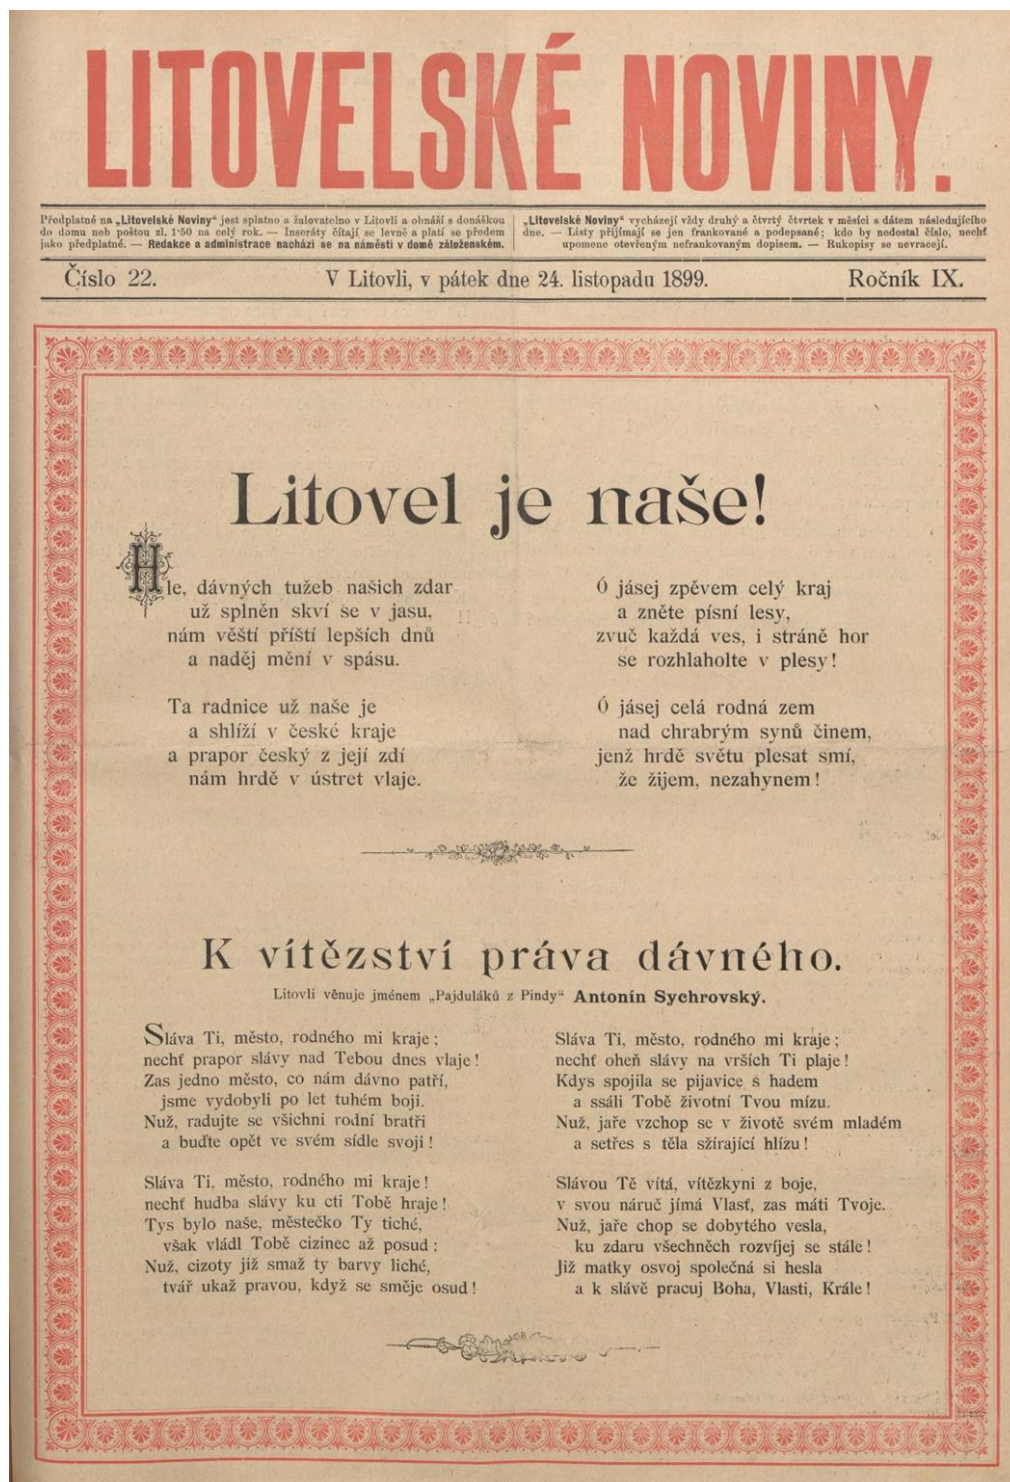 LITOVELSKÉ NOVINY.
Předplatné na „Litovelské Noviny“ jest splatno a žalovatelno v Litovli a obnáší s donáškou
do domu neb poštou zl. 1·50 na celý rok. — Inseráty čítají se levně a platí se předem
jako předplatné. — Redakce a administrace nachází se na náměstí v domě záloženském.
„Litovelské Noviny“ vycházejí vždy druhý a čtvrtý čtvrtek v měsíci s dátem následujícího
dne. — Listy přijímají se jen frankované a podepsané; kdo by nedostal číslo, nechť
upomene otevřeným nefrankovaným dopisem. — Rukopisy se nevracejí.
Číslo 22. V Litovli, v pátek dne 24. listopadu 1899. Ročník IX.
Litovel je naše!
Hle, dávných tužeb našich zdar
už splněn skví se v jasu,
nám věští příští lepších dnů
a naděj mění v spásu.
Ta radnice už naše je
a shlíží v české kraje
a prapor český z její zdí
nám hrdě v ústret vlaje.
Ó jásej zpěvem celý kraj
a zněte písní lesy,
zvuč každá ves, i stráně hor
se rozhlaholte v plesy!
Ó jásej celá rodná zem
nad chrabrým synů činem,
jenž hrdě světu plesat smí,
že žijem, nezahynem!
K vítězství práva dávného.
Litovli věnuje jménem „Pajduláků z Pindy“ Antonín Sychrovský.
Sláva Ti, město, rodného mi kraje;
nechť prapor slávy nad Tebou dnes vlaje!
Zas jedno město, co nám dávno patří,
jsme vydobyli po let tuhém boji.
Nuž, radujte se všichni rodní bratři
a buďte opět ve svém sídle svoji!
Sláva Ti, město, rodného mi kraje!
nechť hudba slávy ku cti Tobě hraje!
Tys bylo naše, městečko Ty tiché,
však vládl Tobě cizinec až posud:
Nuž, cizoty již smaž ty barvy liché,
tvář ukaž pravou, když se směje osud!
Sláva Ti, město, rodného mi kraje;
nechť oheň slávy na vrších Ti plaje!
Kdys spojila se pijavice s hadem
a ssáli Tobě životní Tvou mízu.
Nuž, jaře vzchop se v životě svém mladém
a setřes s těla sžírající hlízu!
Slávou Tě vítá, vítězkyni z boje,
v svou náruč jímá Vlasť, zas máti Tvoje.
Nuž, jaře chop se dobytého vesla,
ku zdaru všechněch rozvíjej se stále!
Již matky osvoj společná si hesla
a k slávě pracuj Boha, Vlasti, Krále!